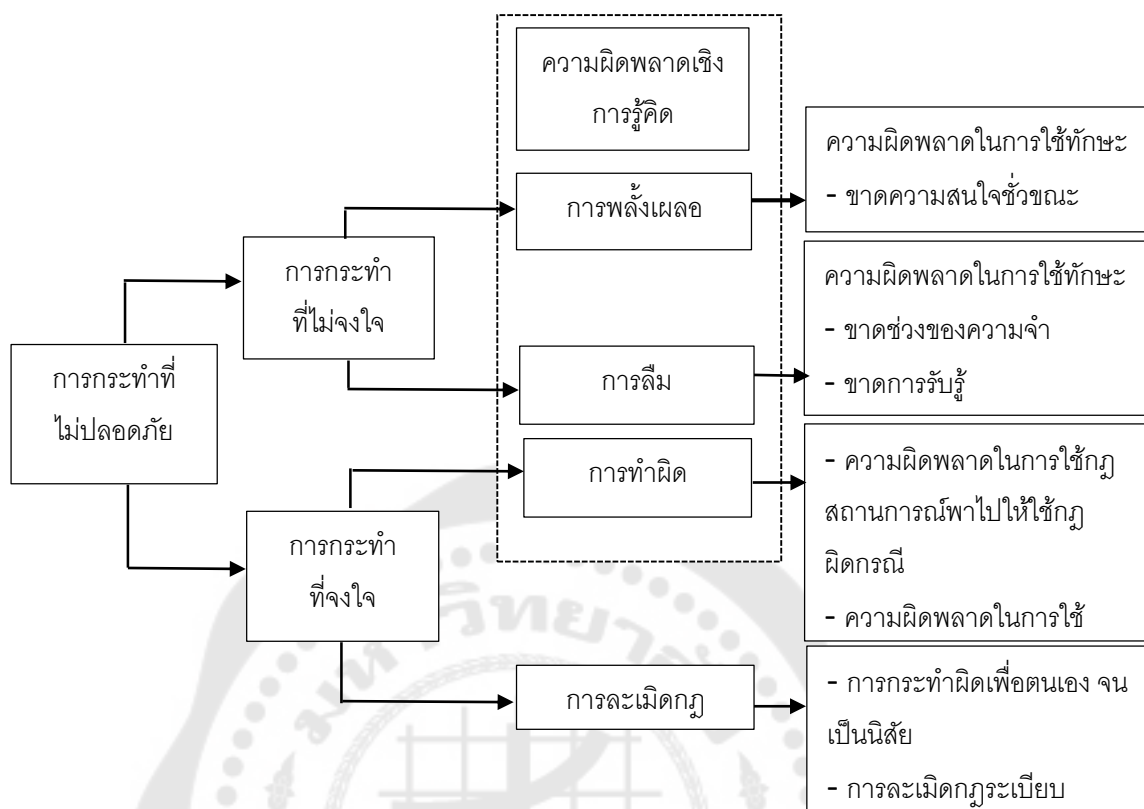 ความผิดพลาดเชิง
การรู้คิด
ความผิดพลาดในการใช้ทักษะ
- ขาดความสนใจชั่วขณะ
การพลั้งเผลอ
การกระทำ
ที่ไม่จงใจ
ความผิดพลาดในการใช้ทักษะ
- ขาดช่วงของความจำ
- ขาดการรับรู้
การลืม
การกระทำที่
ไม่ปลอดภัย
การทำผิด
- ความผิดพลาดในการใช้กฎ
สถานการณ์พาไปให้ใช้กฎ
ผิดกรณี
- ความผิดพลาดในการใช้
การกระทำ
ที่จงใจ
การละเมิดกฎ
- การกระทำผิดเพื่อตนเอง จน
เป็นนิสัย
- การละเมิดกฎระเบียบ